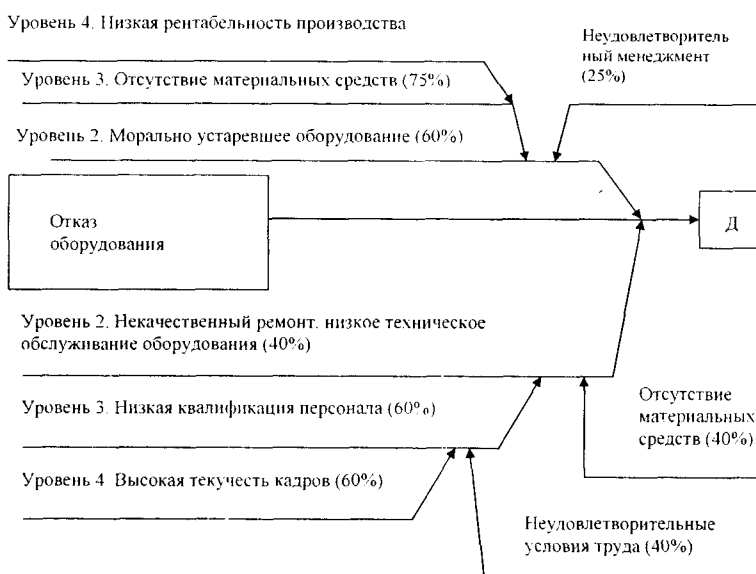 Уровень 4. Низкая рентабельность производства
Неудовлетворитель
ный менеджмент
(25%)
Уровень 3. Отсутствие материальных средств (75%)
Уровень 2. Морально устаревшее оборудование (60%)
Отказ
оборудования
Д
Уровень 2. Некачественный ремонт, низкое техническое
обслуживание оборудования (40%)
Уровень 3. Низкая квалификация персонала (60%)
Отсутствие
материальных
средств (40%)
Уровень 4 Высокая текучесть кадров (60%)
Неудовлетворительные
условия труда (40%)